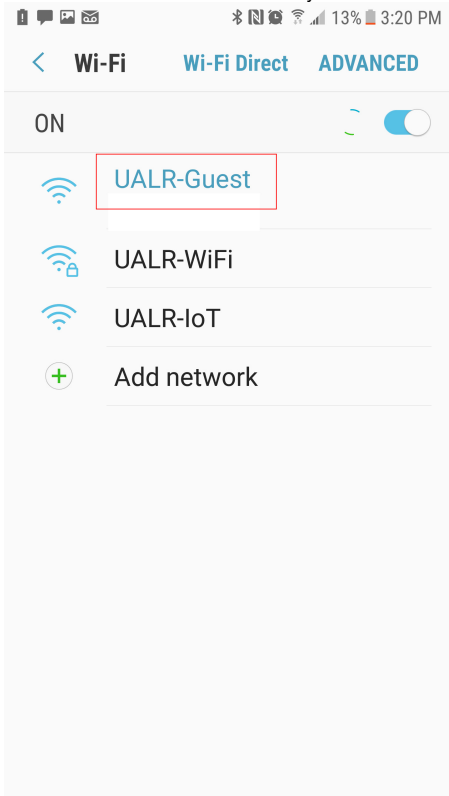 13% 3:20 PM
Wi-Fi Wi-Fi Direct ADVANCED
ON
UALR-Guest
UALR-WiFi
UALR-IoT
Add network